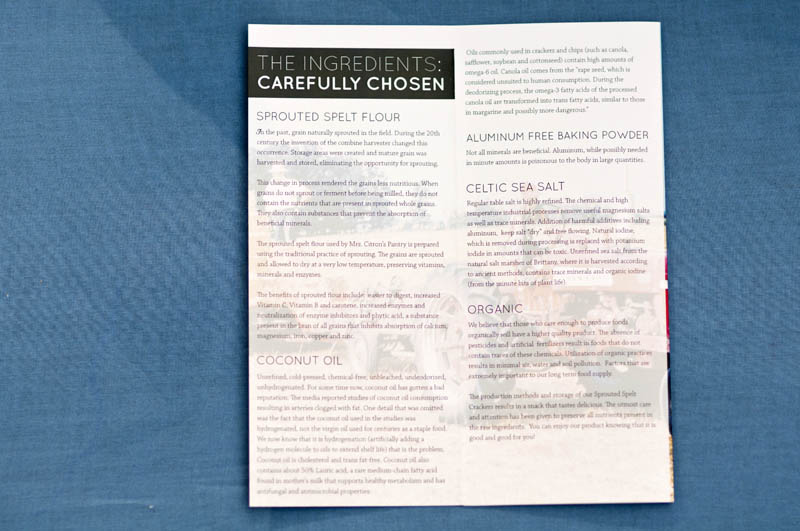 THE INGREDIENTS:
CAREFULLY CHOSEN
SPROUTED SPELT FLOUR
In the past, grain naturally sprouted in the field. During the 20th
century the invention of the combine harvester changed this
occurrence. Storage areas were created and mature grain was
harvested and stored, eliminating the opportunity for sprouting.
This change in process rendered the grains less nutritious. When
grains do not sprout or ferment before being milled, they do not
contain the nutrients that are present in sprouted whole grains.
They also contain substances that prevent the absorption of
beneficial minerals.
The sprouted spelt flour used by Mrs. Citron's Pantry is prepared
using the traditional practice of sprouting. The grains are sprouted
and allowed to dry at a very low temperature, preserving vitamins,
minerals and enzymes.
The benefits of sprouted flour include: easier to digest, increased
Vitamin C, Vitamin B and carotene, increased enzymes and
neutralization of enzyme inhibitors and phytic acid, a substance
present in the bran of all grains that inhibits absorption of calcium,
magnesium, iron, copper and zinc.
COCONUT OIL
Unrefined, cold-pressed, chemical-free, unbleached, undeodorised,
unhydrogenated. For some time now, coconut oil has gotten a bad
reputation. The media reported studies of coconut oil consumption
resulting in arteries clogged with fat. One detail that was omitted
was the fact that the coconut oil used in the studies was
hydrogenated, not the virgin oil used for centuries as a staple food.
We now know that it is hydrogenation (artificially adding a
hydrogen molecule to oils to extend shelf life) that is the problem.
Coconut oil is cholesterol and trans fat-free. Coconut oil also
contains about 50% Lauric acid, a rare medium-chain fatty acid
found in mother's milk that supports healthy metabolism and has
antifungal and antimicrobial properties.
Oils commonly used in crackers and chips (such as canola,
safflower, soybean and cottonseed) contain high amounts of
omega-6 oil. Canola oil comes from the "rape seed, which is
considered unsuited to human consumption. During the
deodorizing process, the omega-3 fatty acids of the processed
canola oil are transformed into trans fatty acids, similar to those
in margarine and possibly more dangerous."
ALUMINUM FREE BAKING POWDER
Not all minerals are beneficial. Aluminum, while possibly needed
in minute amounts is poisonous to the body in large quantities.
CELTIC SEA SALT
Regular table salt is highly refined. The chemical and high
temperature industrial processes remove useful magnesium salts
as well as trace minerals. Addition of harmful additives including
aluminum, keep salt "dry" and free flowing. Natural iodine,
which is removed during processing is replaced with potassium
iodide in amounts that can be toxic. Unrefined sea salt from the
natural salt marshes of Brittany, where it is harvested according
to ancient methods, contains trace minerals and organic iodine
(from the minute bits of plant life).
ORGANIC
We believe that those who care enough to produce foods
organically will have a higher quality product. The absence of
pesticides and artificial fertilizers result in foods that do not
contain traces of these chemicals. Utilization of organic practices
results in minimal air, water and soil pollution. Factors that are
extremely important to our long term food supply.
The production methods and storage of our Sprouted Spelt
Crackers results in a snack that tastes delicious. The utmost care
and attention has been given to preserve all nutrients present in
the raw ingredients. You can enjoy our product knowing that it is
good and good for you!